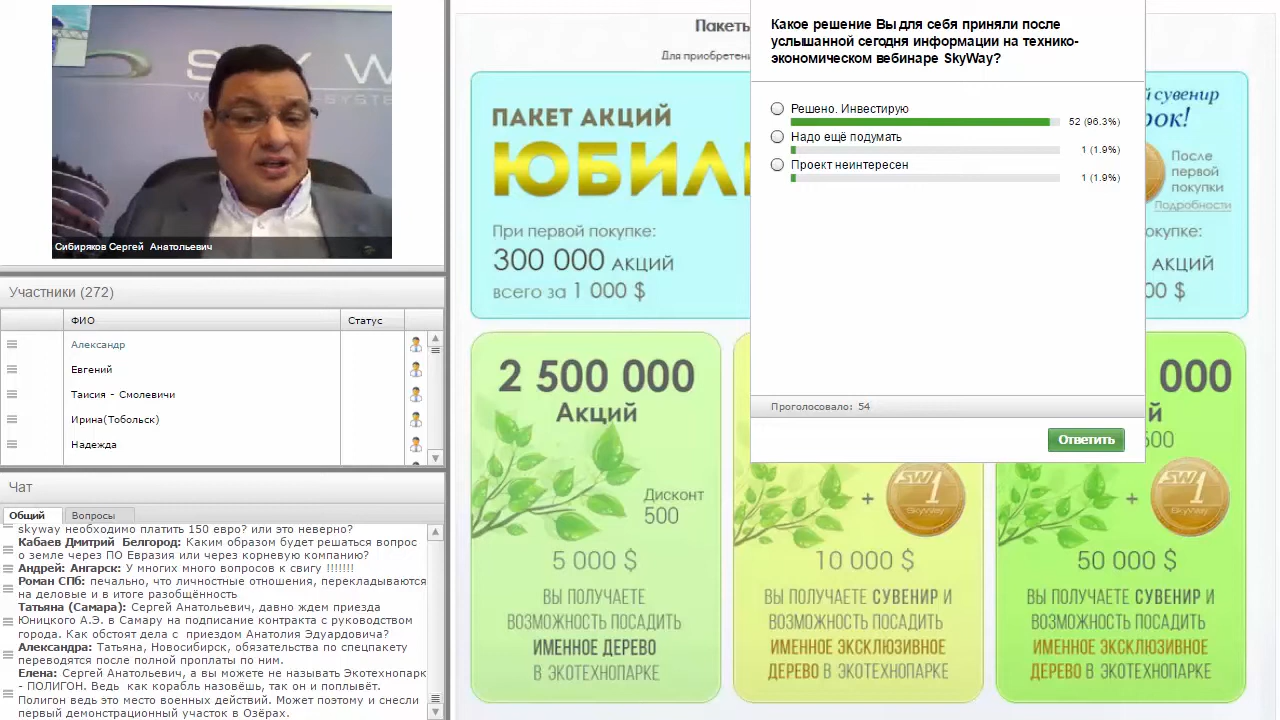 SKY W
Сибиряков Сергей Анатольевич
Участники (272)
ФИО
Статус
Александр
Евгений
Таисия - Смолевичи
Ирина(Тобольск)
Надежда
Чат
Общий
Вопросы
skyway необходимо платить 150 евро? или это неверно?
Кабаев Дмитрий Белгород: Каким образом будет решаться вопрос
о земле через ПО Евразия или через корневую компанию?
Андрей: Ангарск: У многих много вопросов к свигу !!!!!!!
Роман СПб: печально, что личностные отношения, перекладываются
на деловые и в итоге разобщённость
Татьяна (Самара): Сергей Анатольевич, давно ждем приезда
Юницкого А.Э. в Самару на подписание контракта с руководством
города. Как обстоят дела с приездом Анатолия Эдуардовича?
Александра: Татьяна, Новосибирск, обязательства по спецпакету
переводятся после полной проплаты по ним.
Елена: Сергей Анатольевич, а вы можете не называть Экотехнопарк
- ПОЛИГОН. Ведь как корабль назовёшь, так он и поплывёт.
Полигон ведь это место военных действий. Может поэтому и снесли
первый демонстрационный участок в Озёрах.
Пакеты
Для приобретени
ПАКЕТ АКЦИЙ
ЮБИЛ
При первой покупке:
300 000 АКЦИЙ
всего за 1 000 $
Какое решение Вы для себя приняли после
услышанной сегодня информации на технико-
экономическом вебинаре SkyWay?
Решено. Инвестирую
52 (96.3%)
Надо ещё подумать
1 (1.9%)
Проект неинтересен
1 (1.9%)
Проголосовало: 54
Ответить
й сувенир
рок!
После
первой
покупки
Подробности
купке:
АКЦИЙ
00 $
2 500 000
Акций
Дисконт
500
5 000 $
ВЫ ПОЛУЧАЕТЕ
ВОЗМОЖНОСТЬ ПОСАДИТЬ
ИМЕННОЕ ДЕРЕВО
В ЭКОТЕХНОПАРКЕ
+
SW 1
SkyWay
10 000 $
ВЫ ПОЛУЧАЕТЕ СУВЕНИР И
ВОЗМОЖНОСТЬ ПОСАДИТЬ
ИМЕННОЕ ЭКСКЛЮЗИВНОЕ
ДЕРЕВО В ЭКОТЕХНОПАРКЕ
000
й
500
+
SW 1
SkyWay
50 000 $
ВЫ ПОЛУЧАЕТЕ СУВЕНИР И
ВОЗМОЖНОСТЬ ПОСАДИТЬ
ИМЕННОЕ ЭКСКЛЮЗИВНОЕ
ДЕРЕВО В ЭКОТЕХНОПАРКЕ